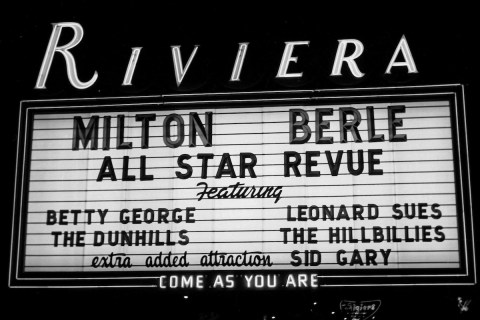 RIVIERA
MILTON BERLE
ALL STAR REVUE
Featuring
BETTY GEORGE LEONARD SUES
THE DUNHILLS THE HILLBILLIES
extra added attraction SID GARY
COME AS YOU ARE